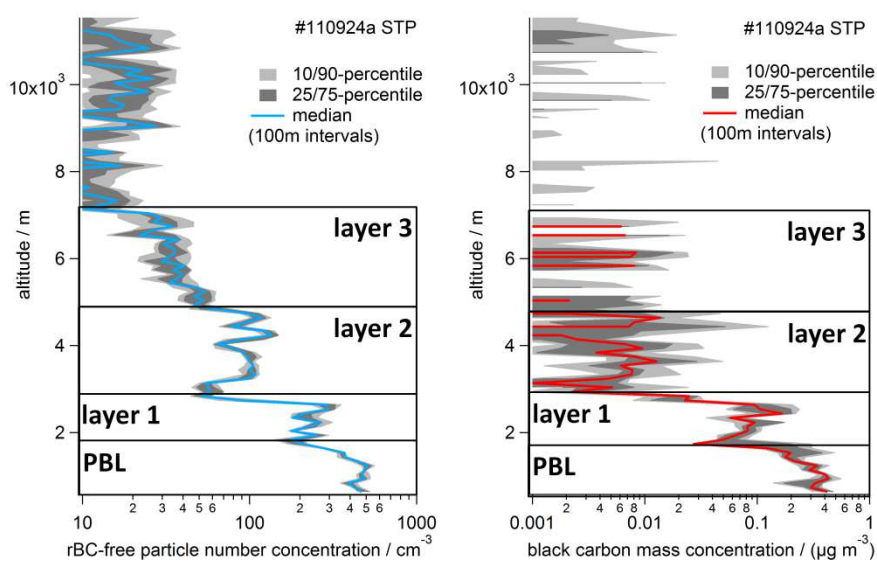 #110924a STP
10/90-percentile
25/75-percentile
median
(100m intervals)
altitude / m
10x10³
8
6
4
2
layer 3
layer 2
layer 1
PBL
10
2
4
5
6
8
100
2
4
5
6
8
1000
rBC-free particle number concentration / cm⁻³
#110924a STP
10/90-percentile
25/75-percentile
median
(100m intervals)
altitude / m
10x10³
8
6
4
2
layer 3
layer 2
layer 1
PBL
0.001
2
4
6
8
0.01
2
4
6
8
0.1
2
4
6
8
1
black carbon mass concentration / (µg m⁻³)